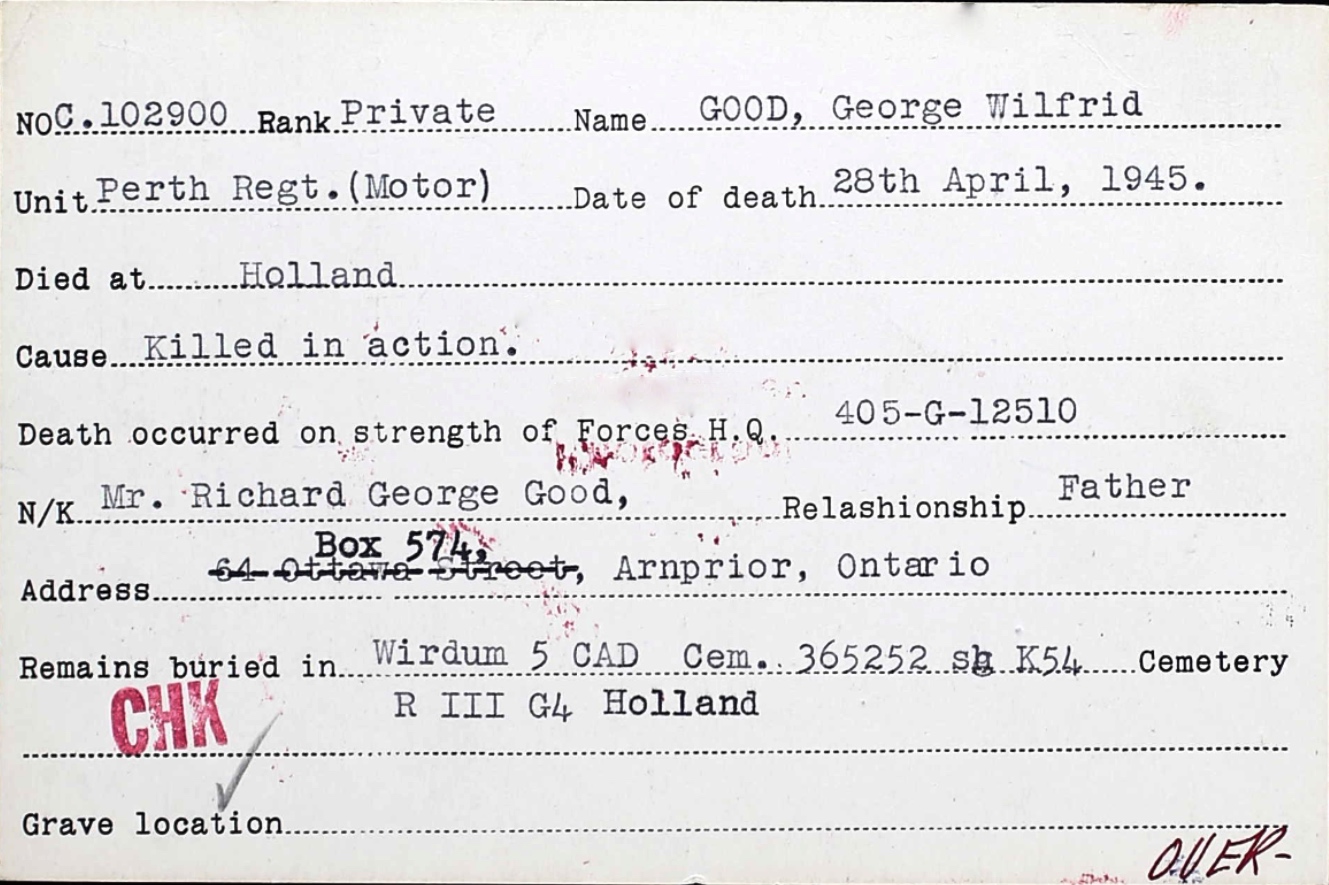 NO C.102900 Rank Private Name GOOD, George Wilfrid
Unit Perth Regt.(Motor) Date of death 28th April, 1945.
Died at Holland
Cause Killed in action.
Death occurred on strength of Forces H.Q. 405-G-12510
N/K Mr. Richard George Good, Relashionship Father
Box 574,
Address 64 Ottawa Street, Arnprior, Ontario
Remains buried in Wirdum 5 CAD Cem. 365252 sh K54 Cemetery
CHK R III G4 Holland
Grave location
OVER-